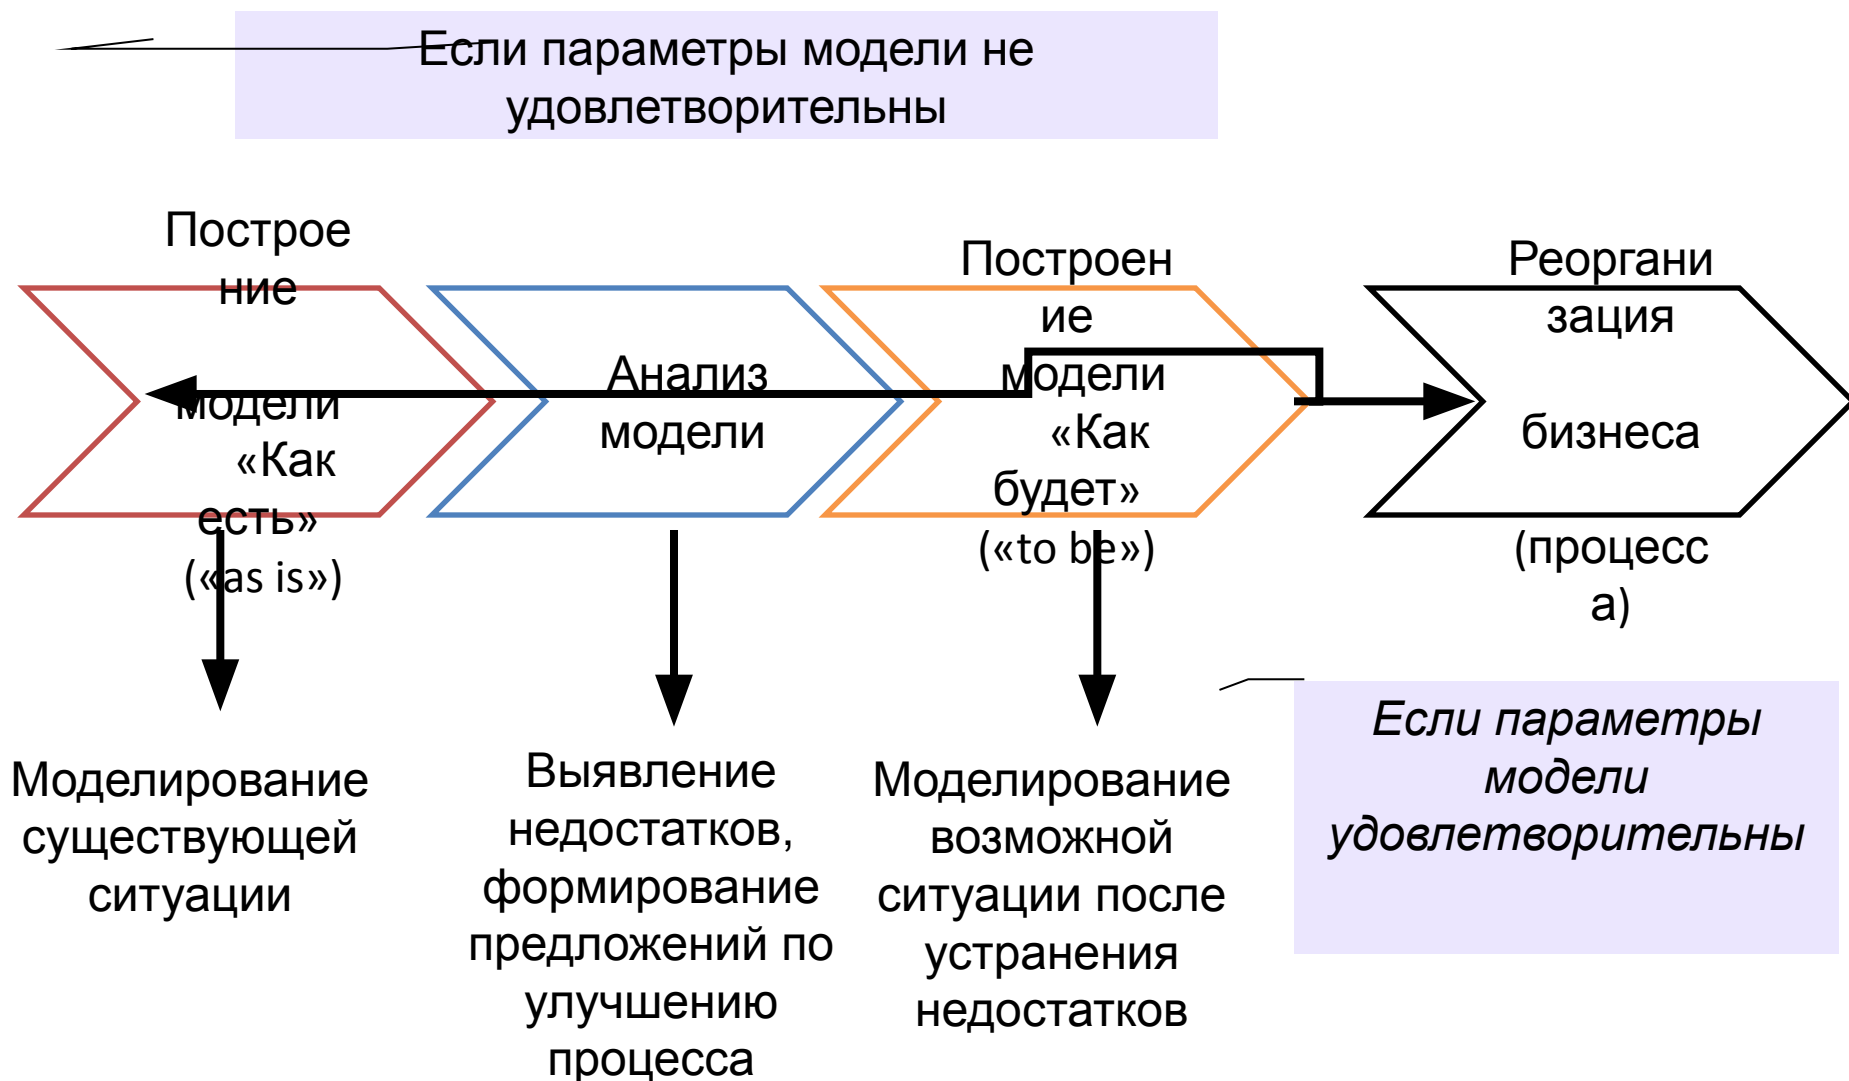 Если параметры модели не
удовлетворительны
Построе
ние
модели
«Как
есть»
(«as is»)
Анализ
модели
Построен
ие
модели
«Как
будет»
(«to be»)
Реоргани
зация
бизнеса
(процесс
а)
Моделирование
существующей
ситуации
Выявление
недостатков,
формирование
предложений по
улучшению
процесса
Моделирование
возможной
ситуации после
устранения
недостатков
Если параметры
модели
удовлетворительны